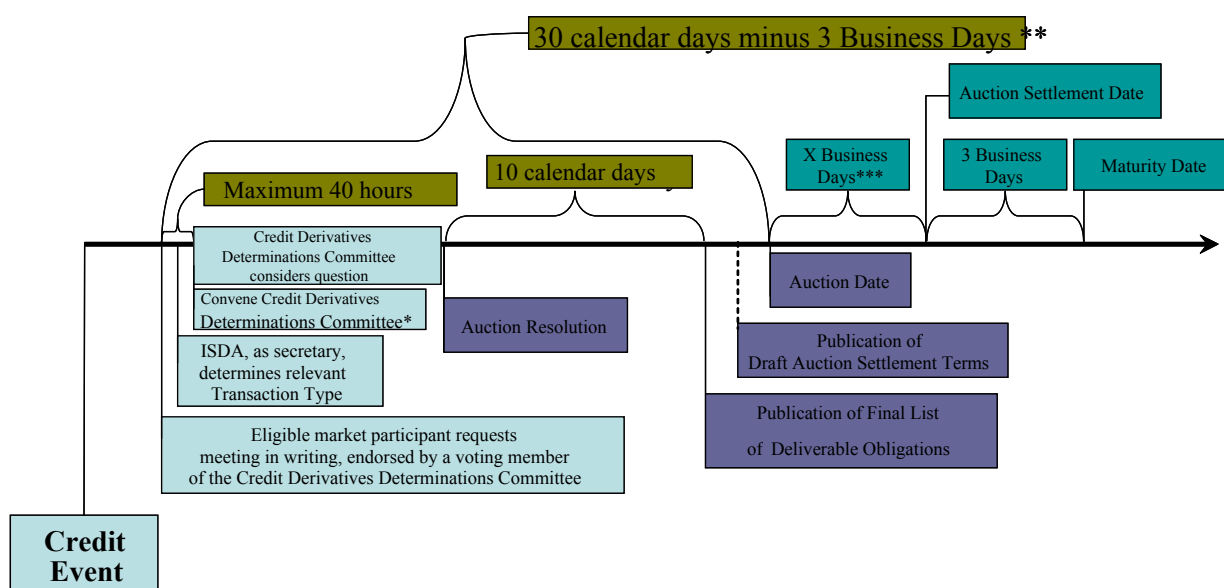 30 calendar days minus 3 Business Days **
Auction Settlement Date
X Business
Days***
3 Business
Days
Maturity Date
10 calendar days
Maximum 40 hours
Credit Derivatives
Determinations Committee
considers question
Convene Credit Derivatives
Determinations Committee*
Auction Resolution
Auction Date
ISDA, as secretary,
determines relevant
Transaction Type
Publication of
Draft Auction Settlement Terms
Eligible market participant requests
meeting in writing, endorsed by a voting member
of the Credit Derivatives Determinations Committee
Publication of Final List
of Deliverable Obligations
Credit
Event